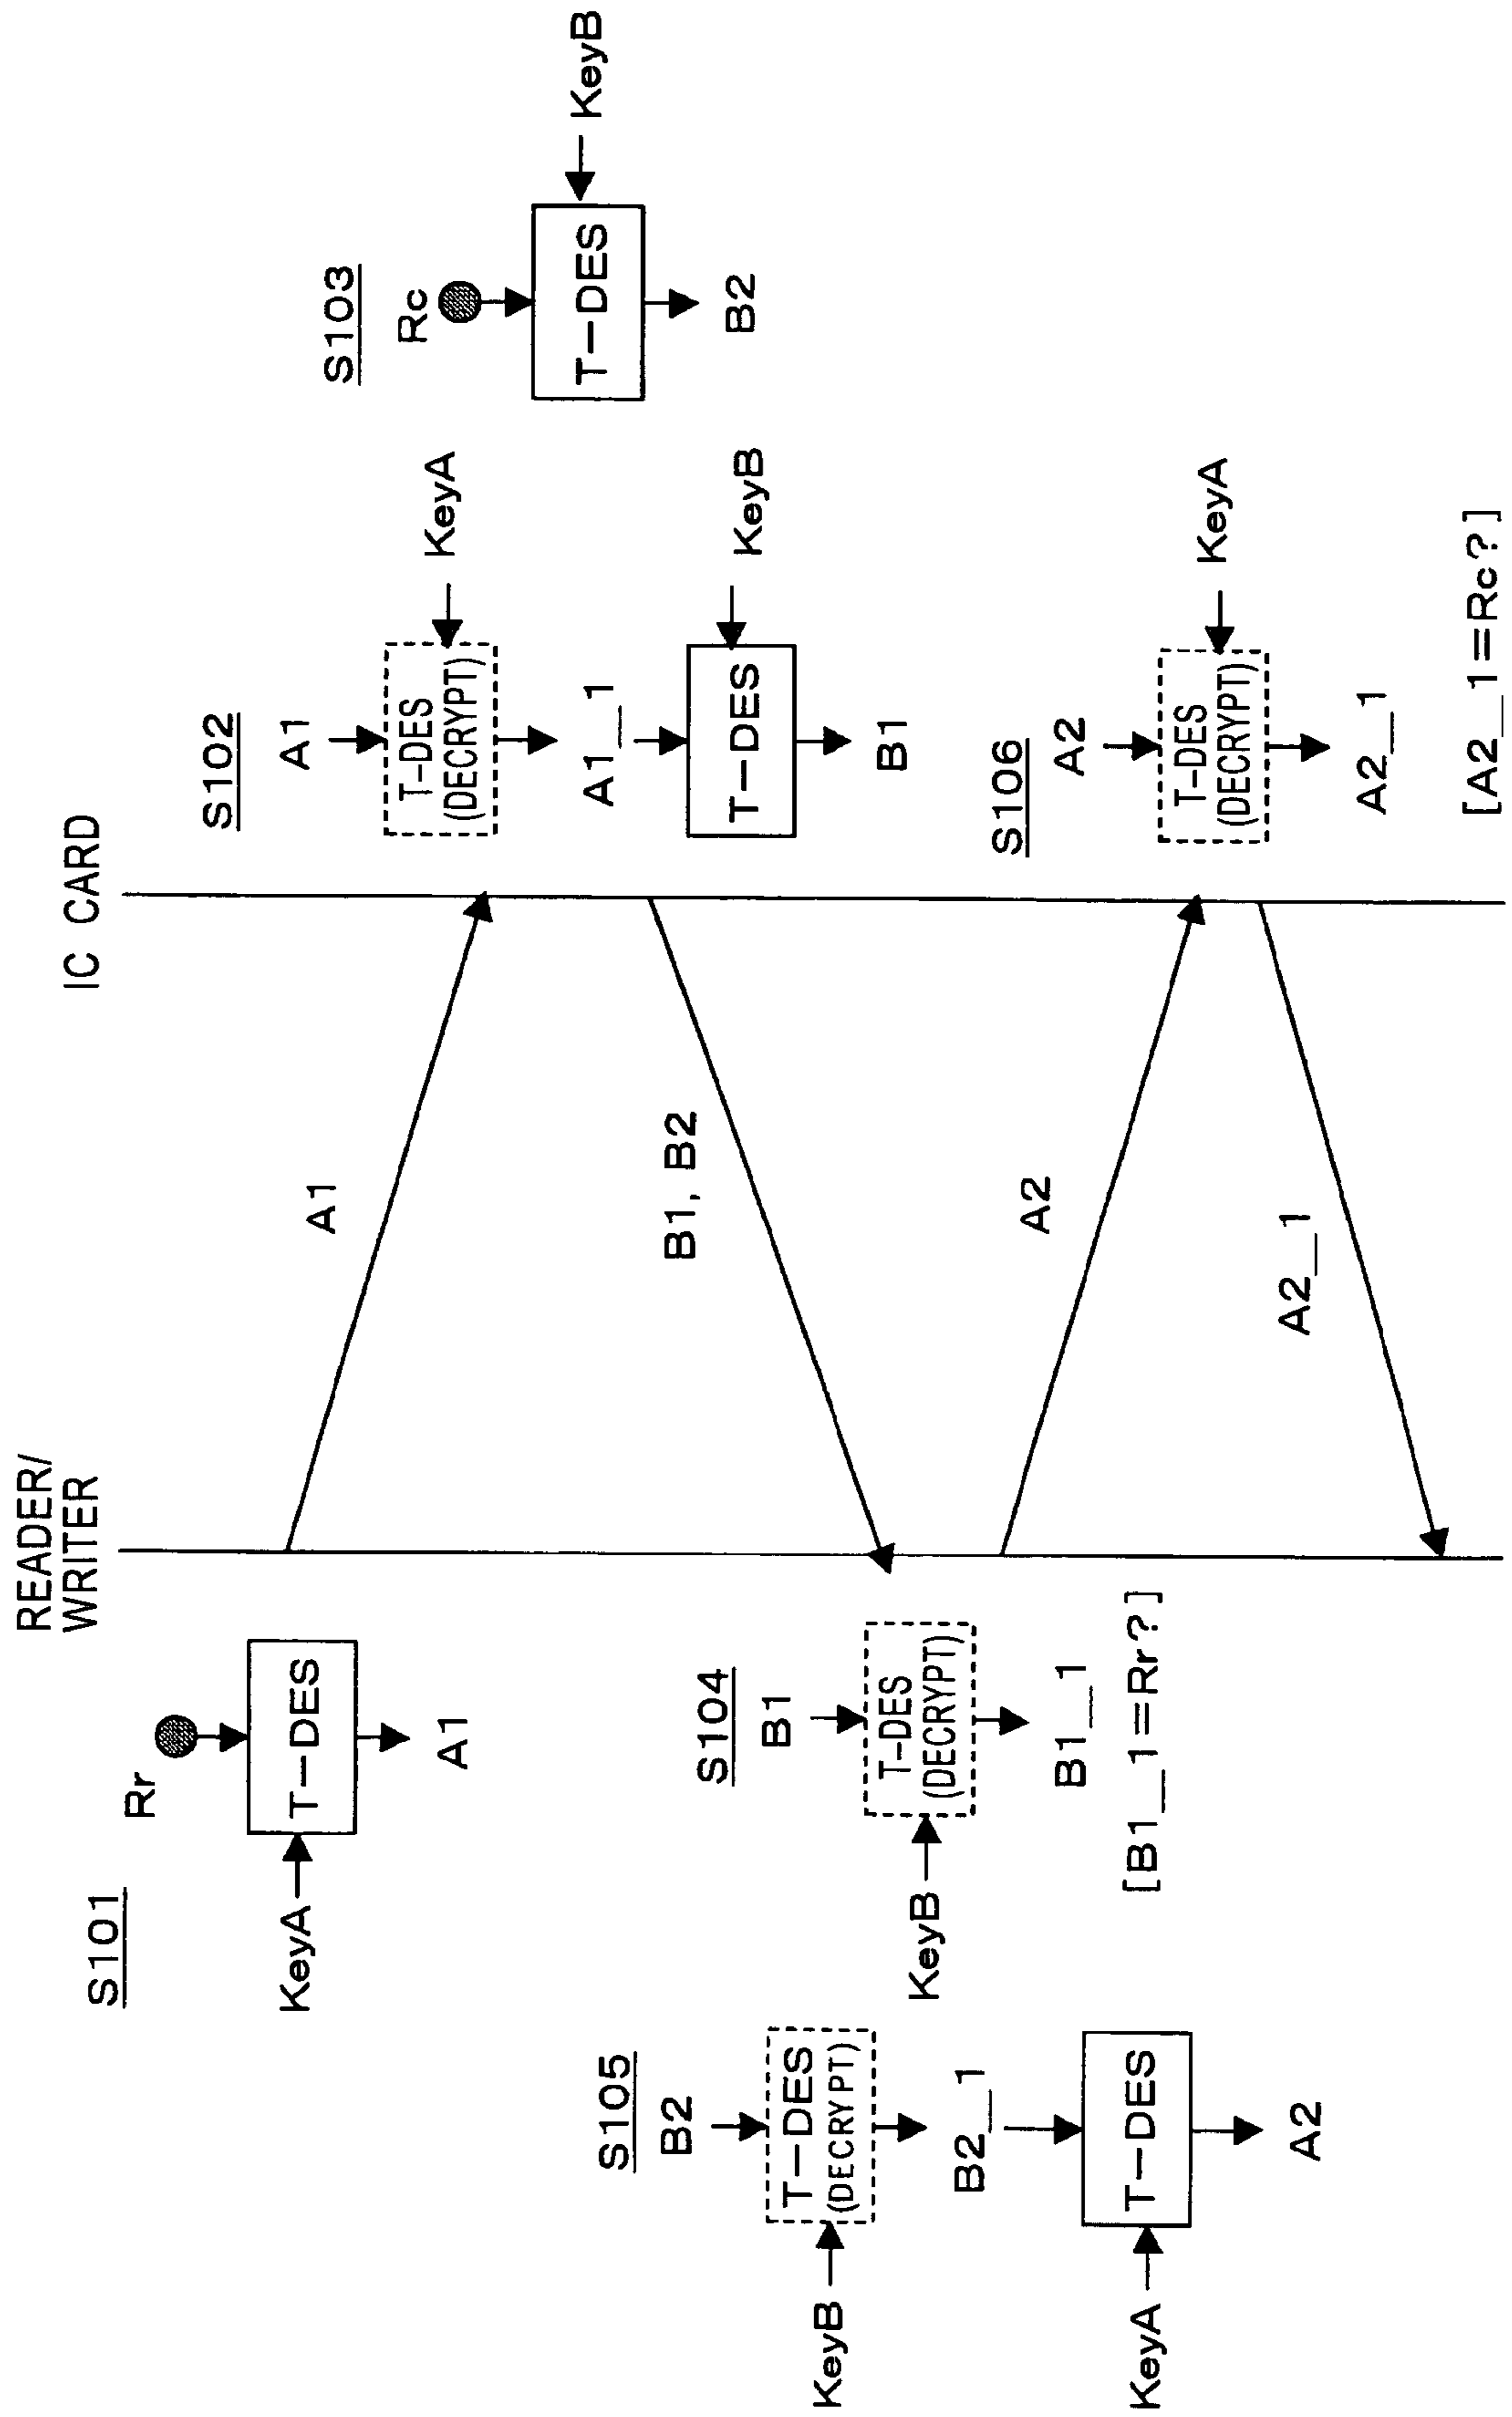 READER/
WRITER
IC CARD
S101
Rr
KeyA
T-DES
A1
A1
S102
A1
T-DES
(DECRYPT)
KeyA
A1_1
T-DES
KeyB
B1
S103
Rc
T-DES
KeyB
B2
B1, B2
S104
B1
KeyB
T-DES
(DECRYPT)
B1_1
[B1_1=Rr?]
S105
B2
KeyB
T-DES
(DECRYPT)
B2_1
KeyA
T-DES
A2
A2
S106
A2
T-DES
(DECRYPT)
KeyA
A2_1
[A2_1=Rc?]
A2_1